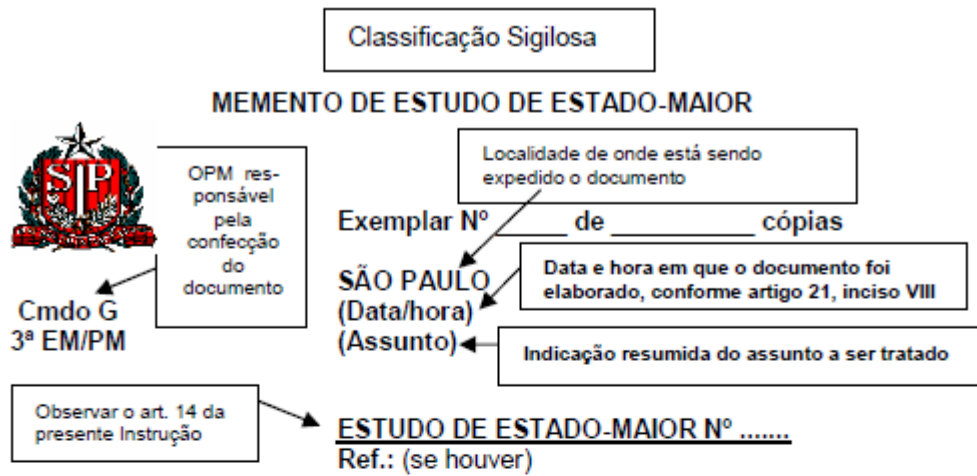 Classificação Sigilosa
MEMENTO DE ESTUDO DE ESTADO-MAIOR
SP
OPM res-
ponsável
pela
confecção
do
documento
Localidade de onde está sendo
expedido o documento
Exemplar Nº _____ de __________ cópias
SÃO PAULO
(Data/hora)
(Assunto)
Data e hora em que o documento foi
elaborado, conforme artigo 21, inciso VIII
Cmdo G
3ª EM/PM
Indicação resumida do assunto a ser tratado
Observar o art. 14 da
presente Instrução
ESTUDO DE ESTADO-MAIOR Nº .......
Ref.: (se houver)